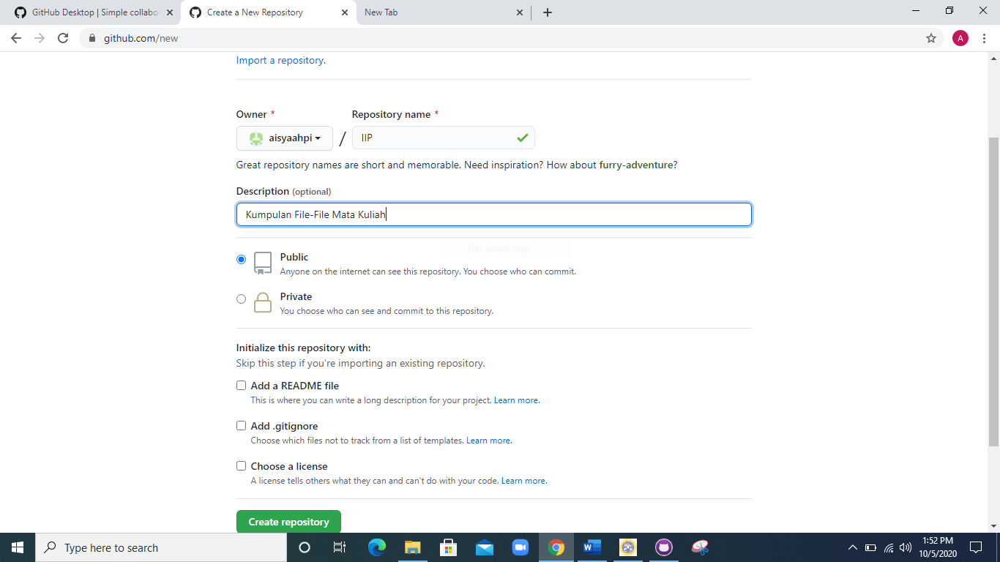 GitHub Desktop | Simple collabo
Create a New Repository
New Tab
github.com/new
A
Import a repository.
Owner *
Repository name *
aisyaahpi
/
IIP
Great repository names are short and memorable. Need inspiration? How about furry-adventure?
Description (optional)
Kumpulan File-File Mata Kuliah
Full-screen Snip
Public
Anyone on the internet can see this repository. You choose who can commit.
Private
You choose who can see and commit to this repository.
Initialize this repository with:
Skip this step if you're importing an existing repository.
Add a README file
This is where you can write a long description for your project. Learn more.
Add .gitignore
Choose which files not to track from a list of templates. Learn more.
Choose a license
A license tells others what they can and can't do with your code. Learn more.
Create repository
Type here to search
1:52 PM
10/5/2020